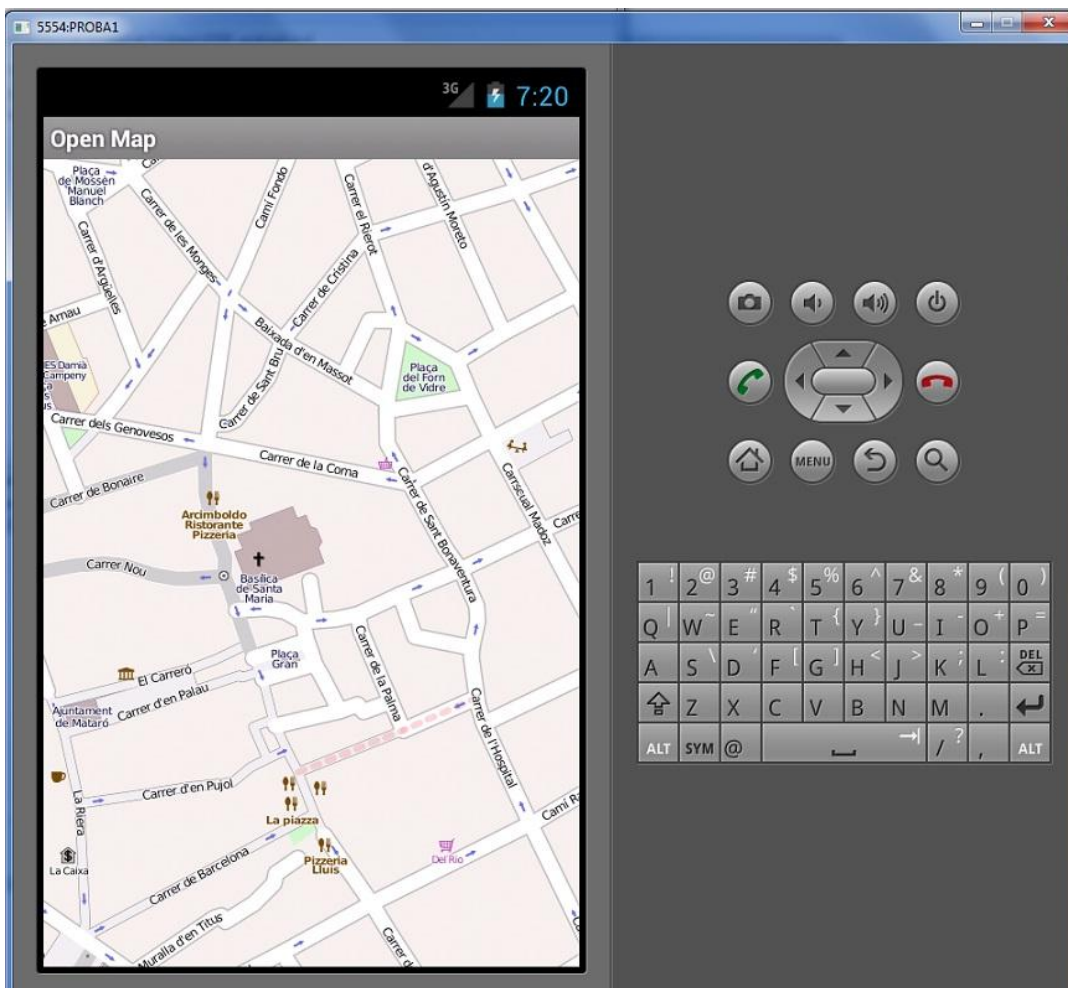 5554:PROBA1
3G
7:20
Open Map
Plaça
de Mossèn
Manuel
Blanch
Carrer de les Monges
Camí Fondo
Carrer el Rierot
d'Agustín Moreto
Carrer d'Argüelles
Carrer de Cristina
Arnau
Baixada d'en Massot
Carrer de Sant Bru
IES Damià
Campeny
Plaça
del Forn
de Vidre
Carrer dels Genovesos
Carrer de la Coma
Carrer de Bonaire
Carrer de Sant Bonaventura
Carrscual Madoz
Arcimboldo
Ristorante
Pizzeria
Carrer Nou
Basílica
de Santa
Maria
Plaça
Gran
Carrer de la Palma
El Carreró
Carrer d'en Palau
Ajuntament
de Mataró
Carrer de l'Hospital
Carrer d'en Pujol
La Riera
La piazza
La Caixa
Pizzeria
Lluis
Del Rio
Carrer de Barcelona
Muralla d'en Titus
MENU
1 ! 2 @ 3 # 4 $ 5 % 6 ^ 7 & 8 * 9 ( 0 )
Q | W ~ E " R ` T { Y } U _ I - O + P =
A S \ D ' F [ G ] H < J > K ; L : DEL
Z X C V B N M .
ALT SYM @ / ? , ALT